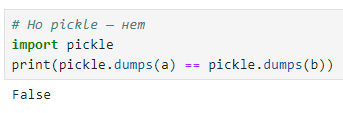 # Но pickle — нет
import pickle
print(pickle.dumps(a) == pickle.dumps(b))
False